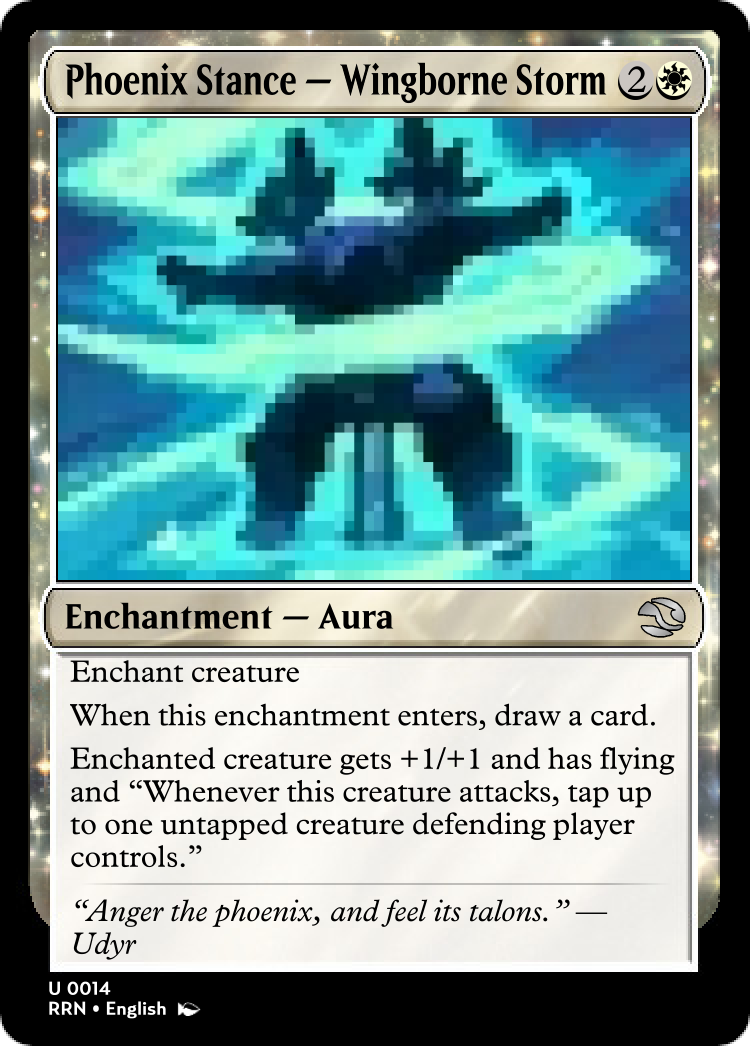 Phoenix Stance — Wingborne Storm 2
Enchantment — Aura
Enchant creature
When this enchantment enters, draw a card.
Enchanted creature gets +1/+1 and has flying
and “Whenever this creature attacks, tap up
to one untapped creature defending player
controls.”
“Anger the phoenix, and feel its talons.” —
Udyr
U 0014
RRN • English